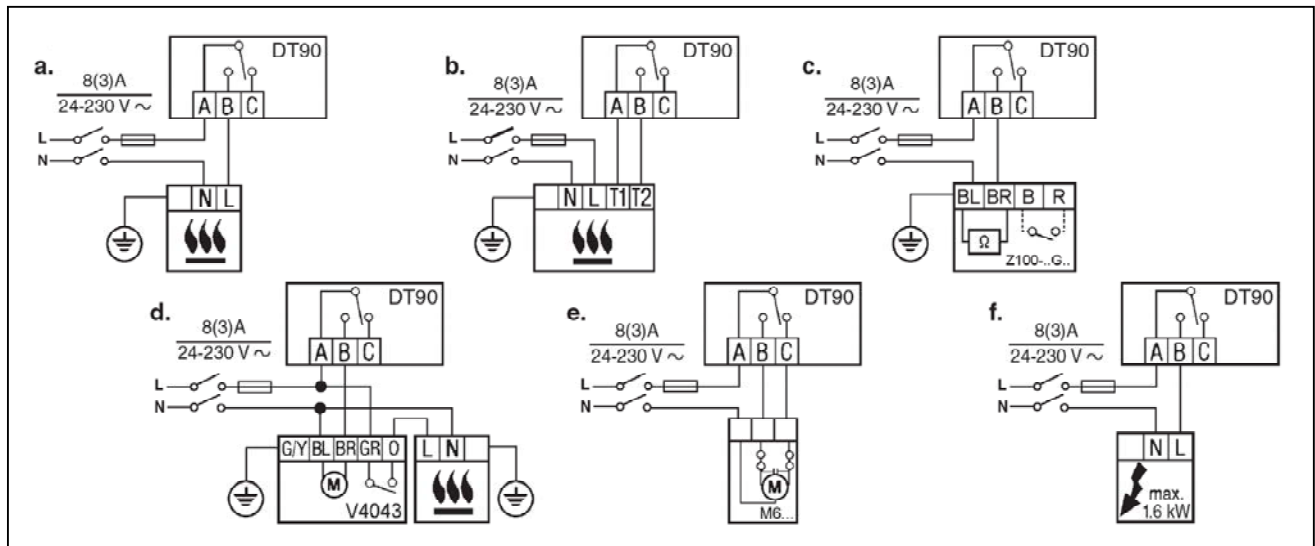 a.
8(3)A
24-230 V ~
DT90
A B C
L
N
N L
b.
8(3)A
24-230 V ~
DT90
A B C
L
N
N L T1 T2
c.
8(3)A
24-230 V ~
DT90
A B C
L
N
BL BR B R
Ω
Z100-..G..
d.
8(3)A
24-230 V ~
DT90
A B C
L
N
G/Y BL BR GR O
L N
M
V4043
e.
8(3)A
24-230 V ~
DT90
A B C
L
N
M
M6...
f.
8(3)A
24-230 V ~
DT90
A B C
L
N
N L
max.
1.6 kW